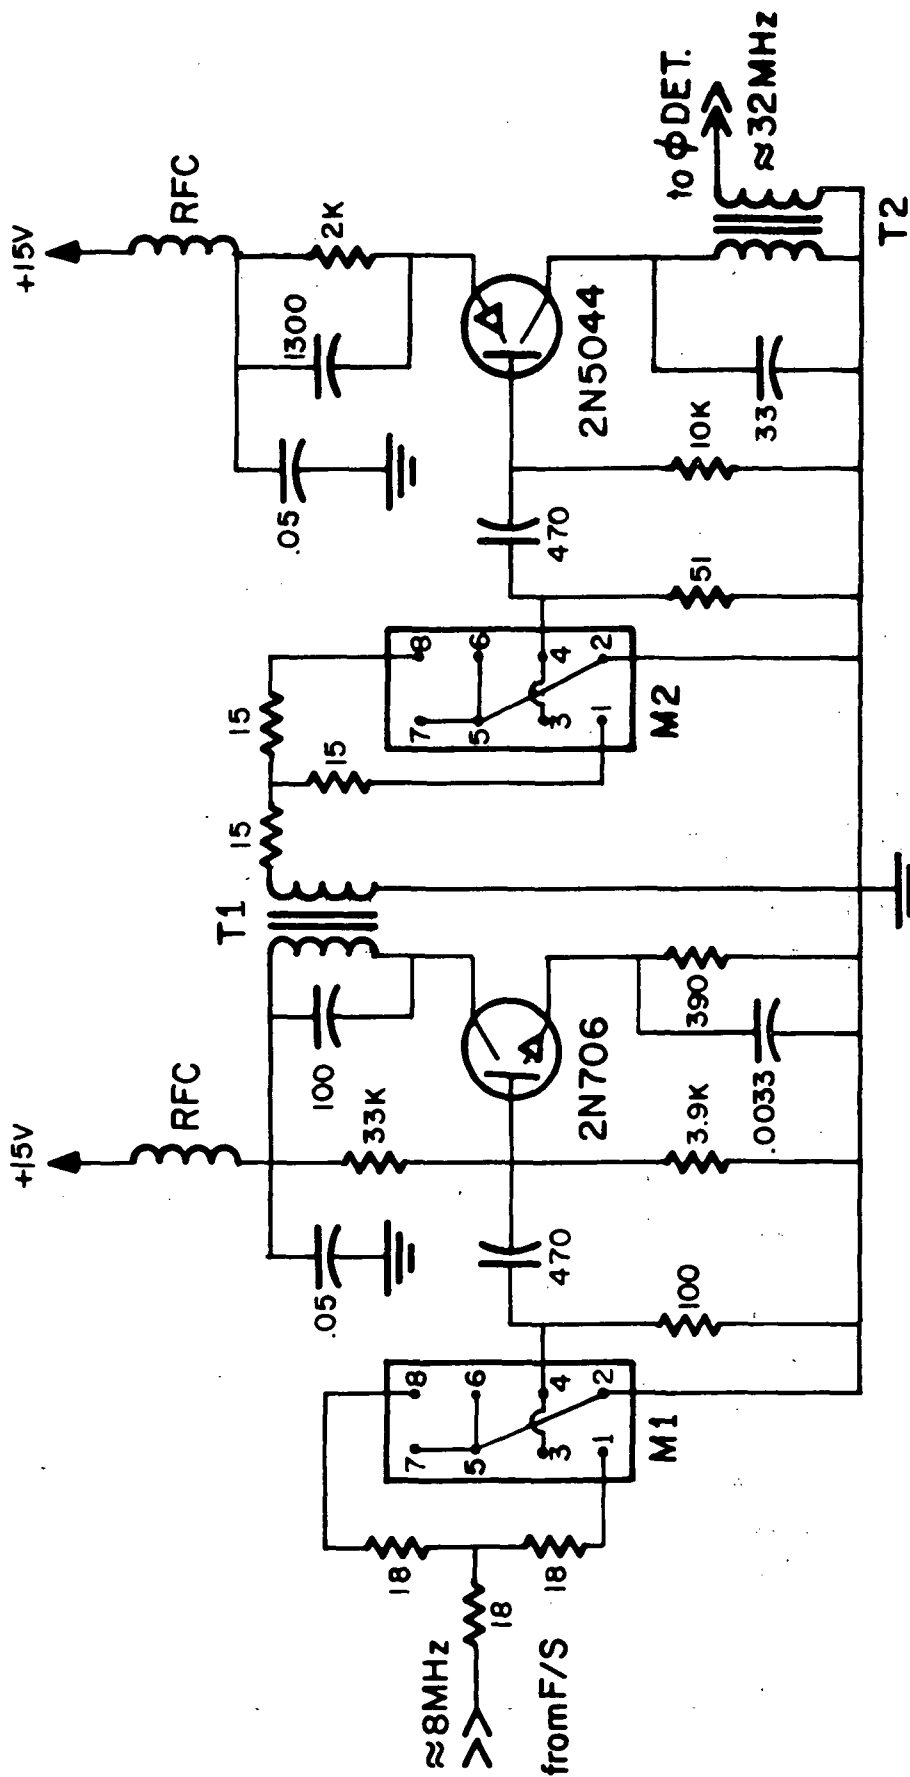 ≈8MHz
from F/S
18
18
18
8
7
6
5
4
3
2
1
M1
.05
470
100
+15V
RFC
33K
3.9K
100
2N706
390
.0033
T1
15
15
15
8
7
6
5
4
3
2
1
M2
51
.05
470
10K
+15V
RFC
1300
2K
2N5044
33
to ϕ DET.
≈32MHz
T2